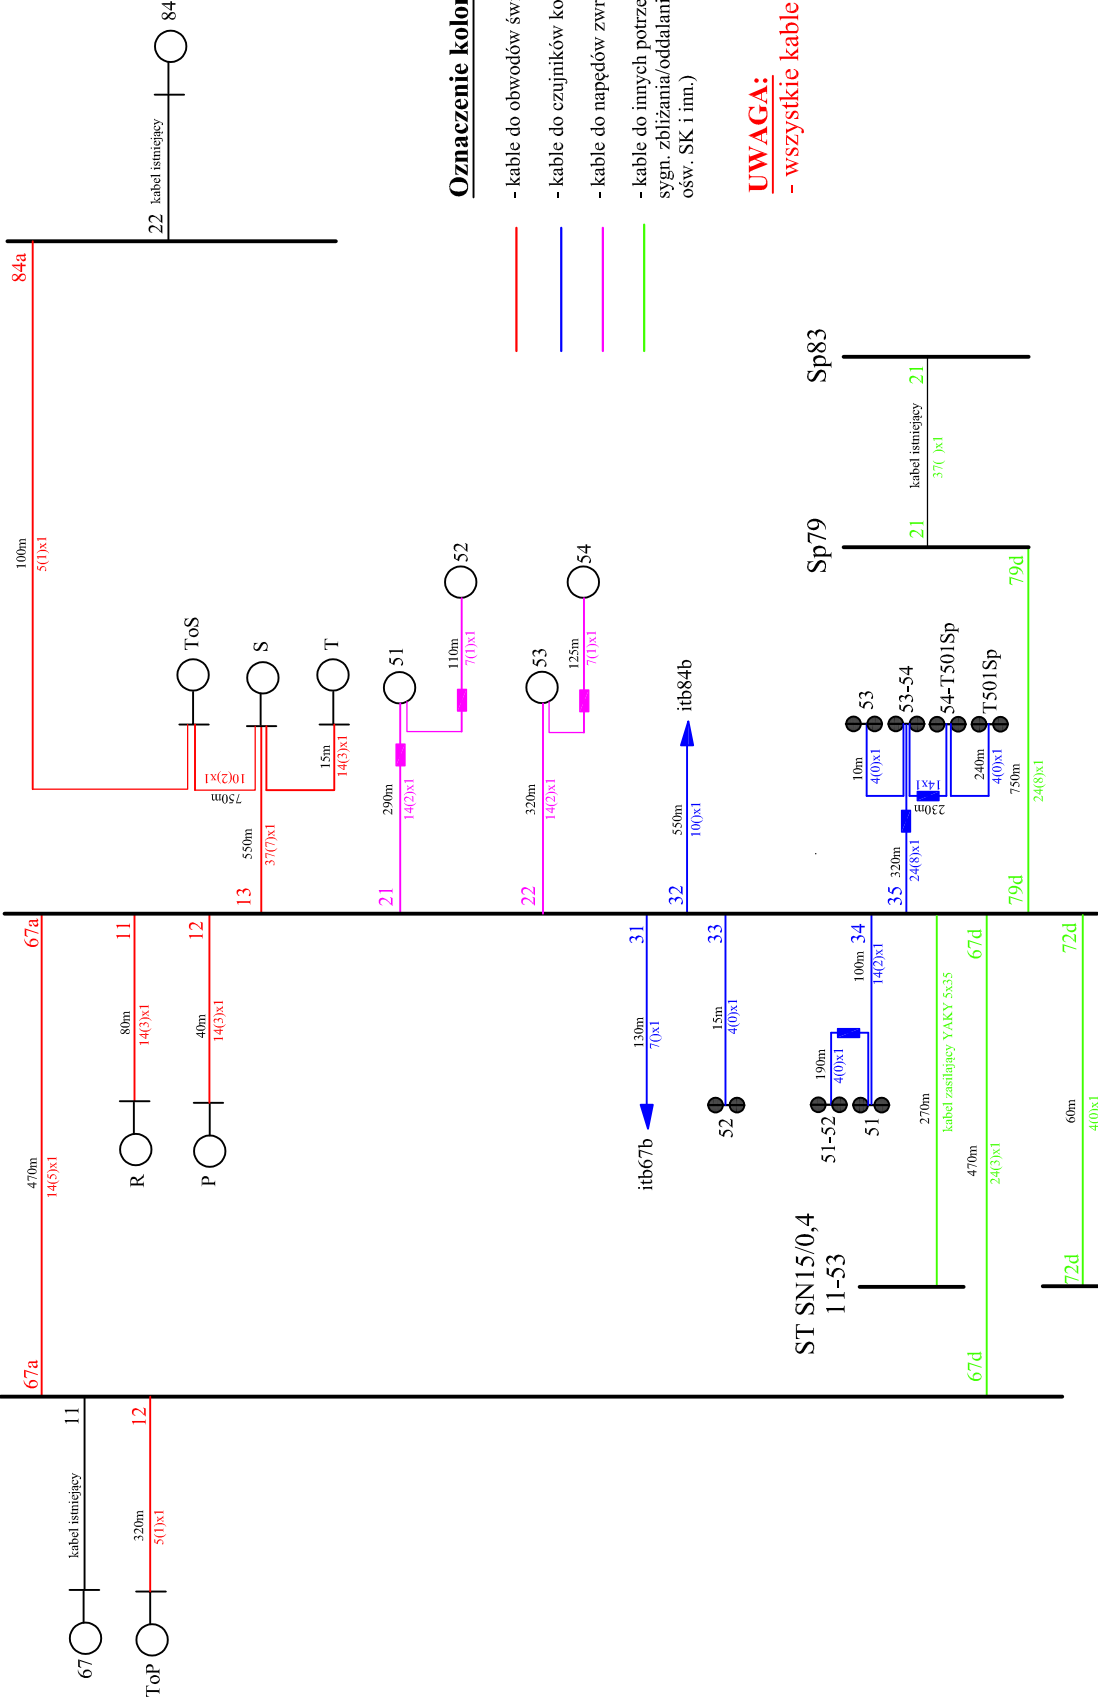 84
kabel istniejący
22
84a
100m
5(1)x1
ToS
S
T
10(2)x1
750m
15m
14(3)x1
550m
37(7)x1
13
51
52
110m
7(1)x1
290m
14(2)x1
21
53
54
125m
7(1)x1
320m
14(2)x1
22
itb84b
550m
10()x1
32
53
53-54
54-T501Sp
T501Sp
10m
4(0)x1
14x1
230m
240m
4(0)x1
320m
24(8)x1
35
750m
24(8)x1
79d
79d
Sp79
Sp83
21
kabel istniejący
37( )x1
21
Oznaczenie kolor
- kable do obwodów św
- kable do czujników ko
- kable do napędów zwr
- kable do innych potrze
sygn. zbliżania/oddalani
ośw. SK i inn.)
UWAGA:
- wszystkie kable
67a
470m
14(5)x1
67a
11
80m
14(3)x1
R
12
40m
14(3)x1
P
31
130m
7()x1
itb67b
33
15m
4(0)x1
52
34
100m
14(2)x1
190m
4(0)x1
51-52
51
270m
kabel zasilający YAKY 5x35
ST SN15/0,4
11-53
67d
470m
24(3)x1
67d
72d
60m
4(0)x1
72d
11
kabel istniejący
67
12
320m
5(1)x1
ToP